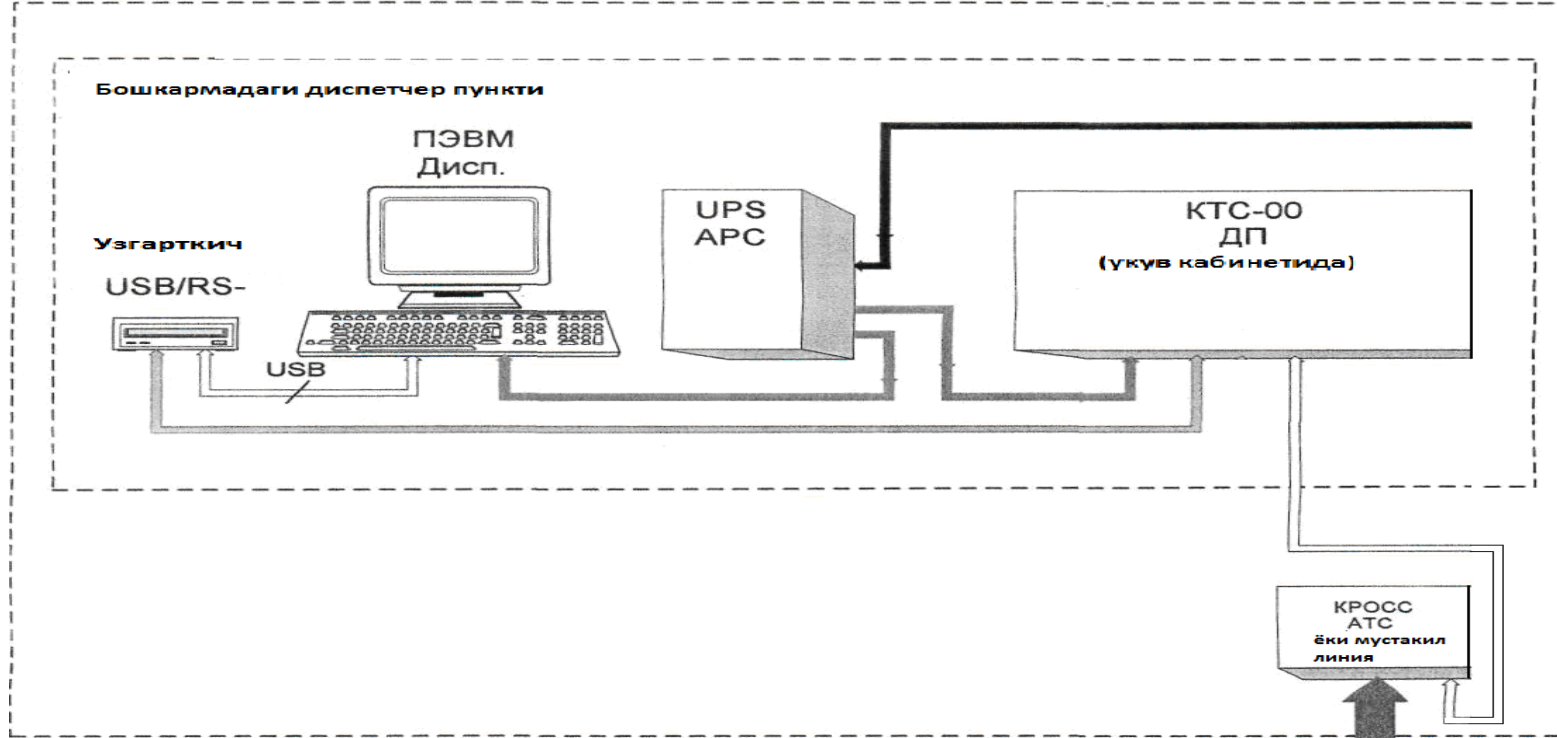 Бошкармадаги диспетчер пункти
ПЭВМ
Дисп.
Узгарткич
USB/RS-
USB
UPS
APC
КТС-00
ДП
(укув кабинетида)
КРОСС
АТС
ёки мустакил
линия